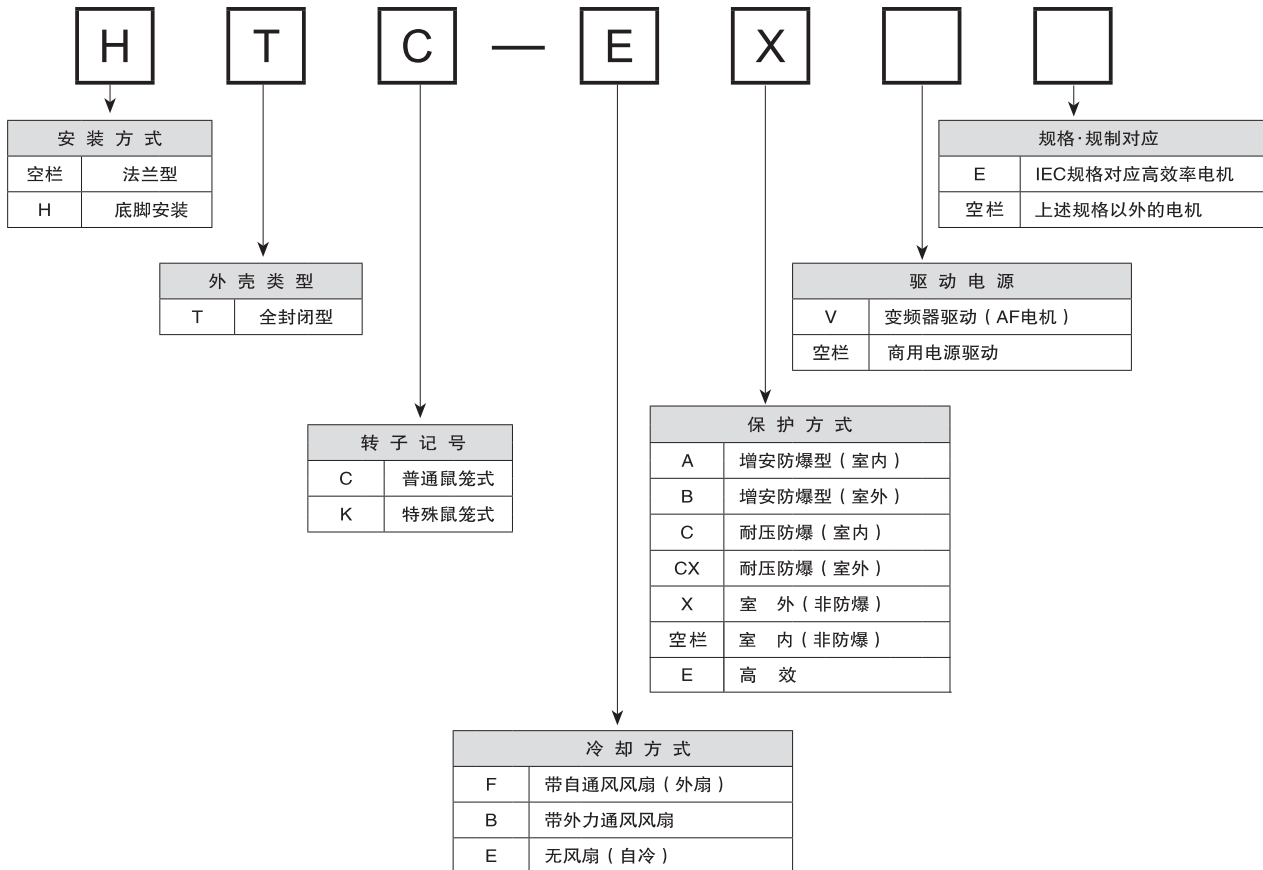 H T C — E X
安装方式
空栏 法兰型
H 底脚安装
外壳类型
T 全封闭型
转子记号
C 普通鼠笼式
K 特殊鼠笼式
冷却方式
F 带自通风风扇(外扇)
B 带外力通风风扇
E 无风扇(自冷)
保护方式
A 增安防爆型(室内)
B 增安防爆型(室外)
C 耐压防爆(室内)
CX 耐压防爆(室外)
X 室 外(非防爆)
空栏 室 内(非防爆)
E 高 效
驱动电源
V 变频器驱动(AF电机)
空栏 商用电源驱动
规格·规制对应
E IEC规格对应高效率电机
空栏 上述规格以外的电机